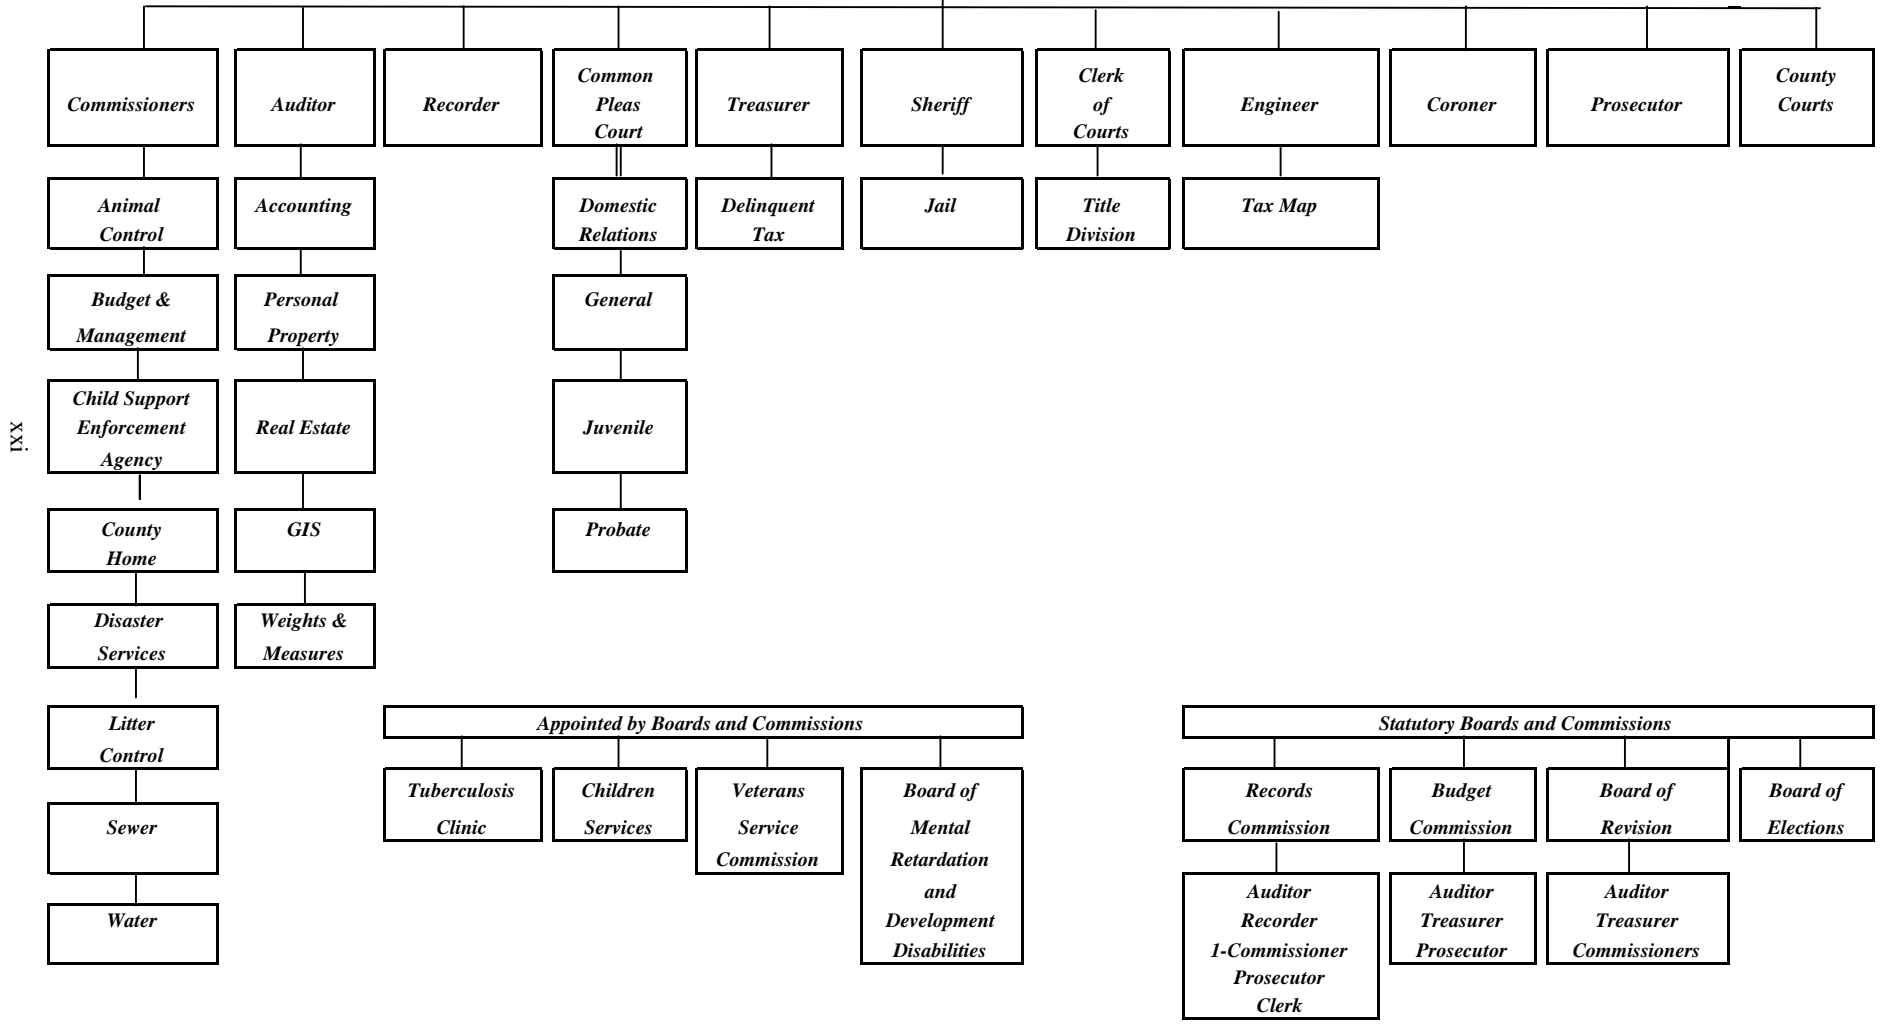 Commissioners
Auditor
Recorder
Common
Pleas
Court
Treasurer
Sheriff
Clerk
of
Courts
Engineer
Coroner
Prosecutor
County
Courts
Animal
Control
Accounting
Domestic
Relations
Delinquent
Tax
Jail
Title
Division
Tax Map
Budget &
Management
Personal
Property
General
Child Support
Enforcement
Agency
Real Estate
Juvenile
xxi
County
Home
GIS
Probate
Disaster
Services
Weights &
Measures
Litter
Control
Sewer
Water
Appointed by Boards and Commissions
Tuberculosis
Clinic
Children
Services
Veterans
Service
Commission
Board of
Mental
Retardation
and
Development
Disabilities
Statutory Boards and Commissions
Records
Commission
Budget
Commission
Board of
Revision
Board of
Elections
Auditor
Recorder
1-Commissioner
Prosecutor
Clerk
Auditor
Treasurer
Prosecutor
Auditor
Treasurer
Commissioners